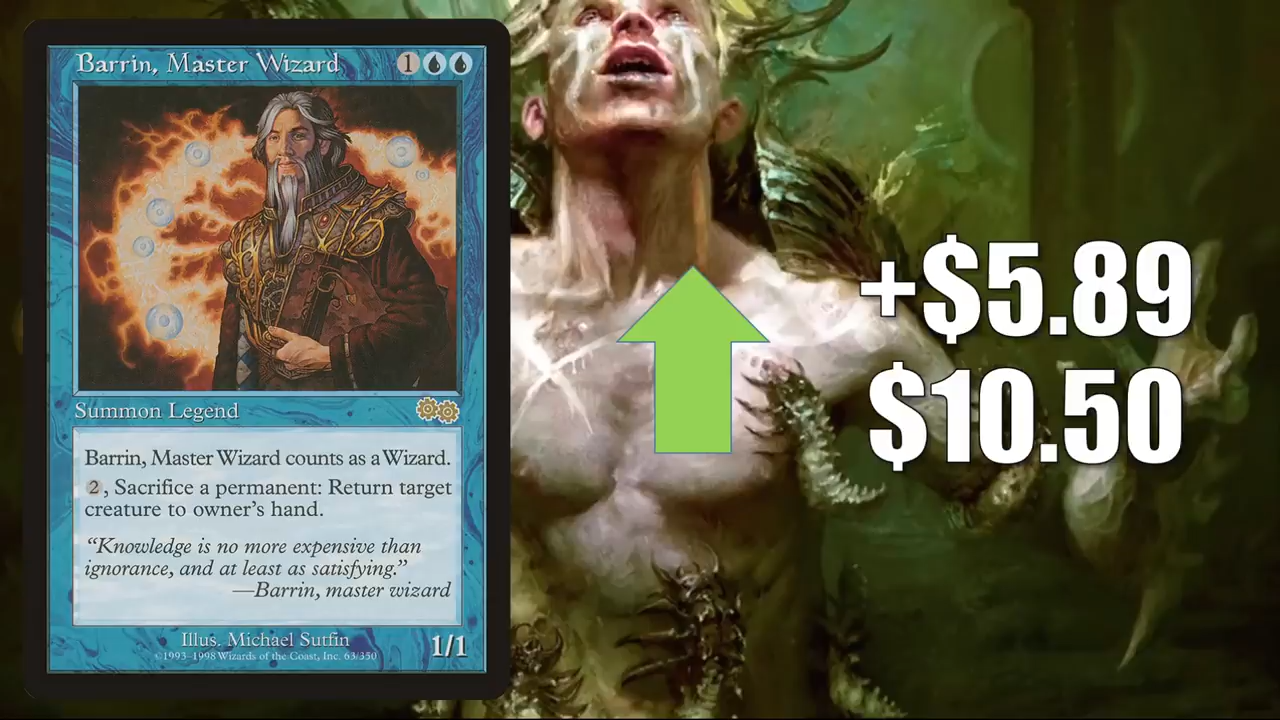 Barrin, Master Wizard 1
Summon Legend
Barrin, Master Wizard counts as a Wizard.
2, Sacrifice a permanent: Return target
creature to owner's hand.
“Knowledge is no more expensive than
ignorance, and at least as satisfying.”
—Barrin, master wizard
Illus. Michael Sutfin
©1993–1998 Wizards of the Coast, Inc. 63/350
1/1
+$5.89
$10.50